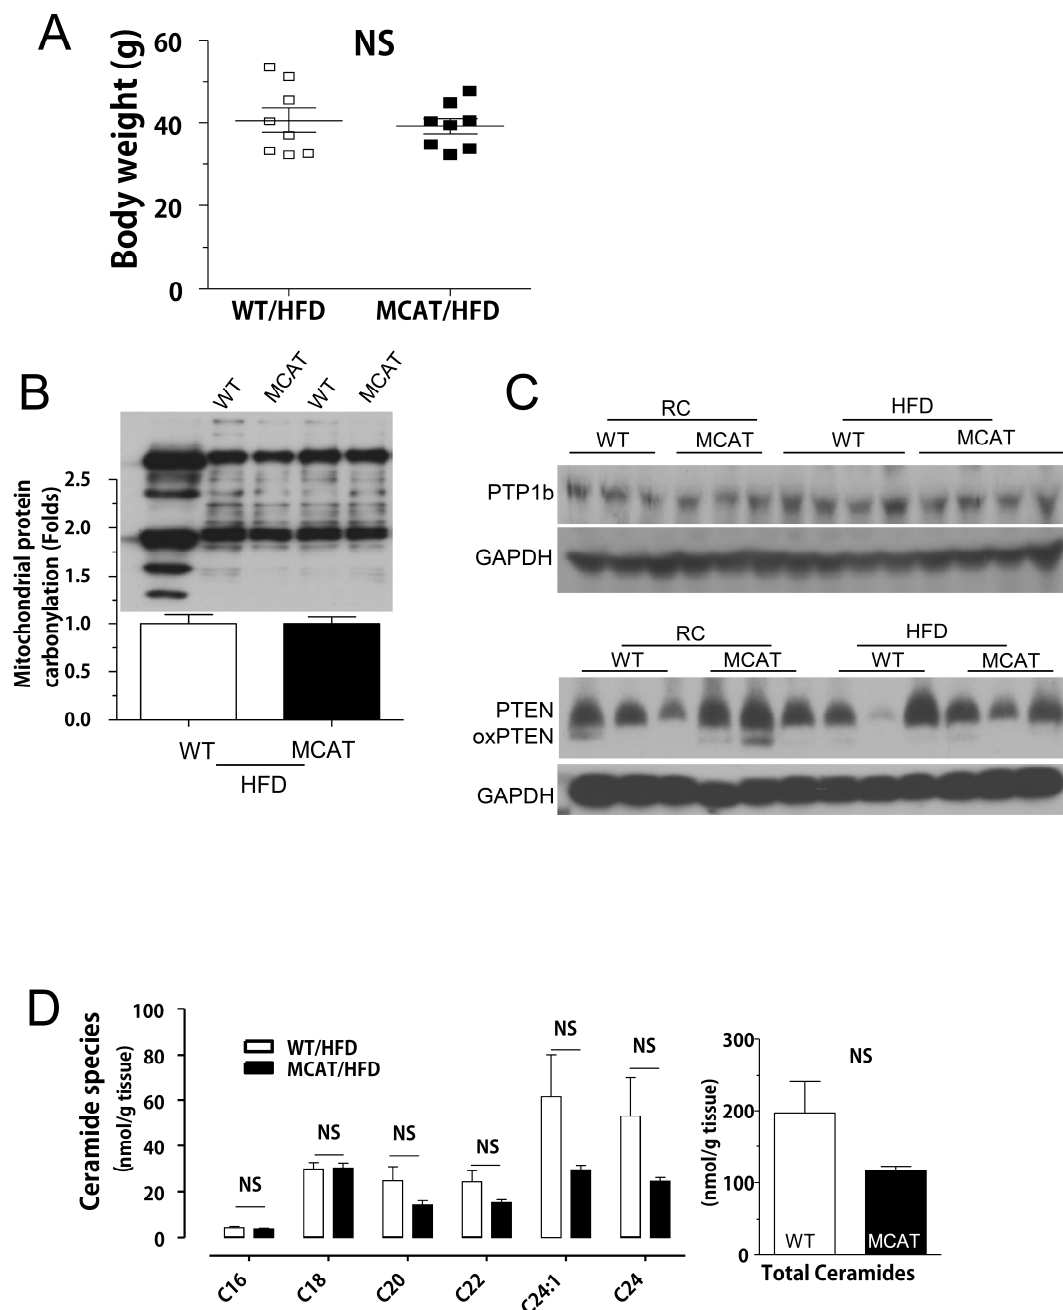 A
Body weight (g)
60
40
20
0
NS
WT/HFD
MCAT/HFD
B
WT
MCAT
WT
MCAT
Mitochondrial protein
carbonylation (Folds)
2.5
2.0
1.5
1.0
0.5
0.0
WT
MCAT
HFD
C
RC
HFD
WT
MCAT
WT
MCAT
PTP1b
GAPDH
RC
HFD
WT
MCAT
WT
MCAT
PTEN
oxPTEN
GAPDH
D
Ceramide species
(nmol/g tissue)
100
80
60
40
20
0
WT/HFD
MCAT/HFD
NS
NS
NS
NS
NS
NS
C16
C18
C20
C22
C24:1
C24
(nmol/g tissue)
300
200
100
0
NS
WT
MCAT
Total Ceramides